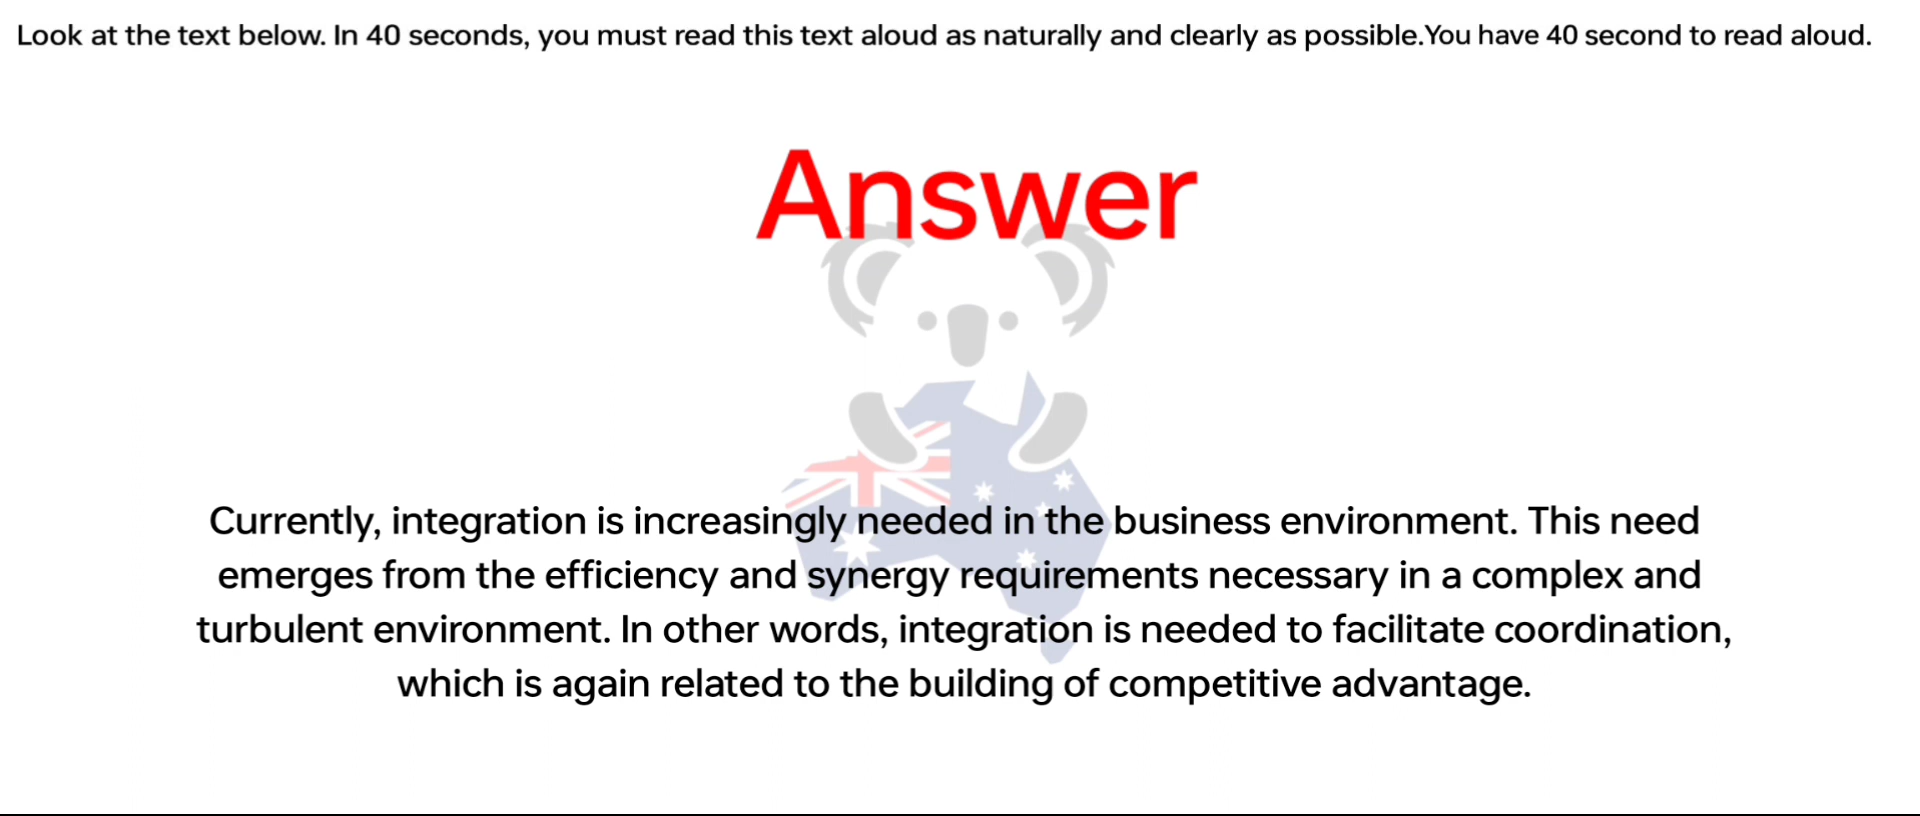 Look at the text below. In 40 seconds, you must read this text aloud as naturally and clearly as possible.You have 40 second to read aloud.
Answer
Currently, integration is increasingly needed in the business environment. This need
emerges from the efficiency and synergy requirements necessary in a complex and
turbulent environment. In other words, integration is needed to facilitate coordination,
which is again related to the building of competitive advantage.